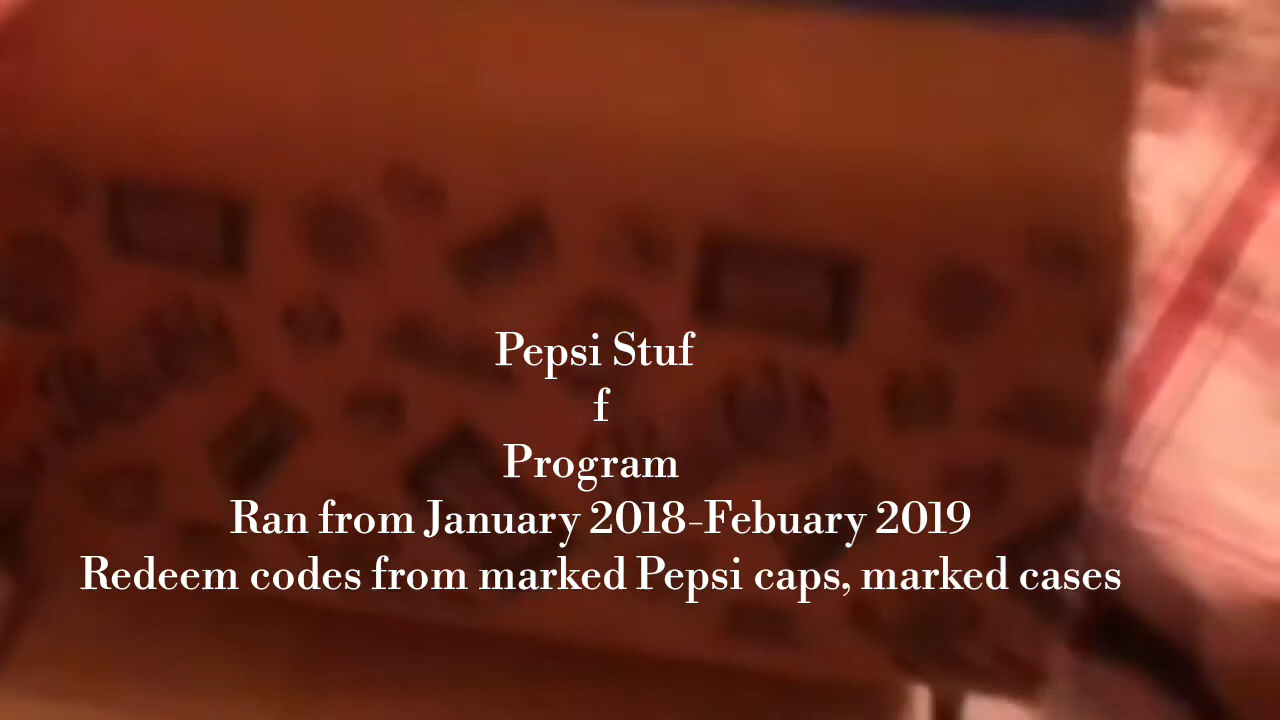 Pepsi Stuf
f
Program
Ran from January 2018-Febuary 2019
Redeem codes from marked Pepsi caps, marked cases